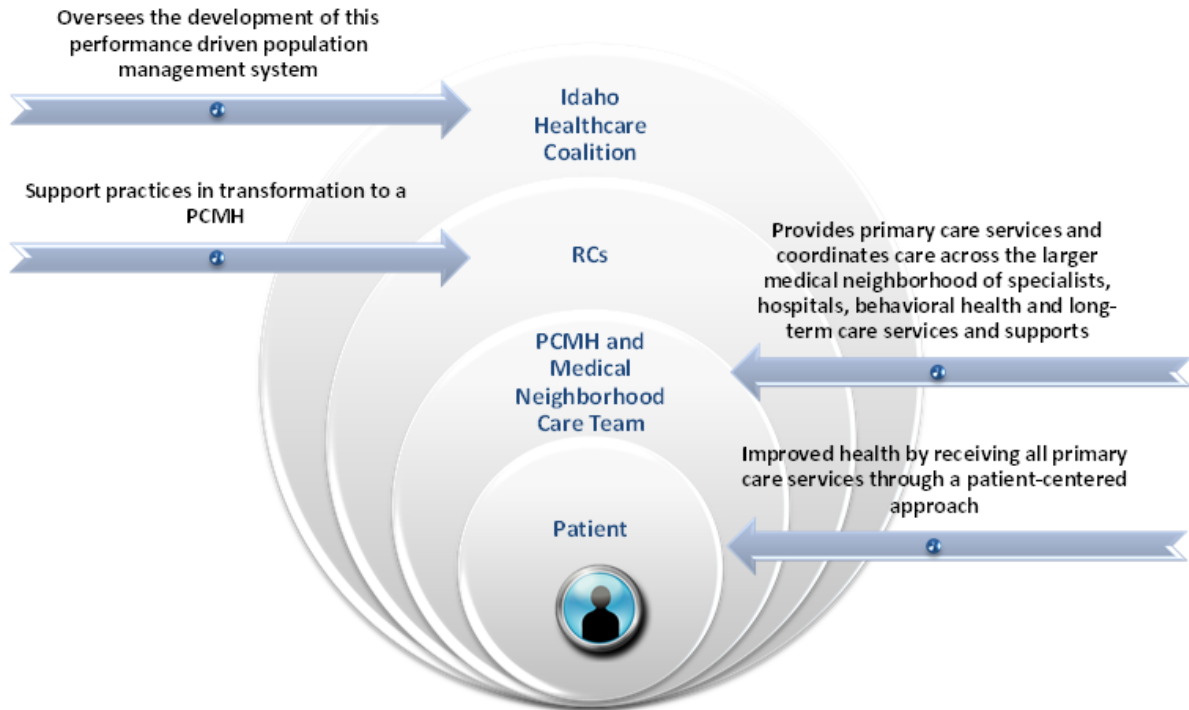 Oversees the development of this
performance driven population
management system
Idaho
Healthcare
Coalition
Support practices in transformation to a
PCMH
RCs
Provides primary care services and
coordinates care across the larger
medical neighborhood of specialists,
hospitals, behavioral health and long-
term care services and supports
PCMH and
Medical
Neighborhood
Care Team
Improved health by receiving all primary
care services through a patient-centered
approach
Patient